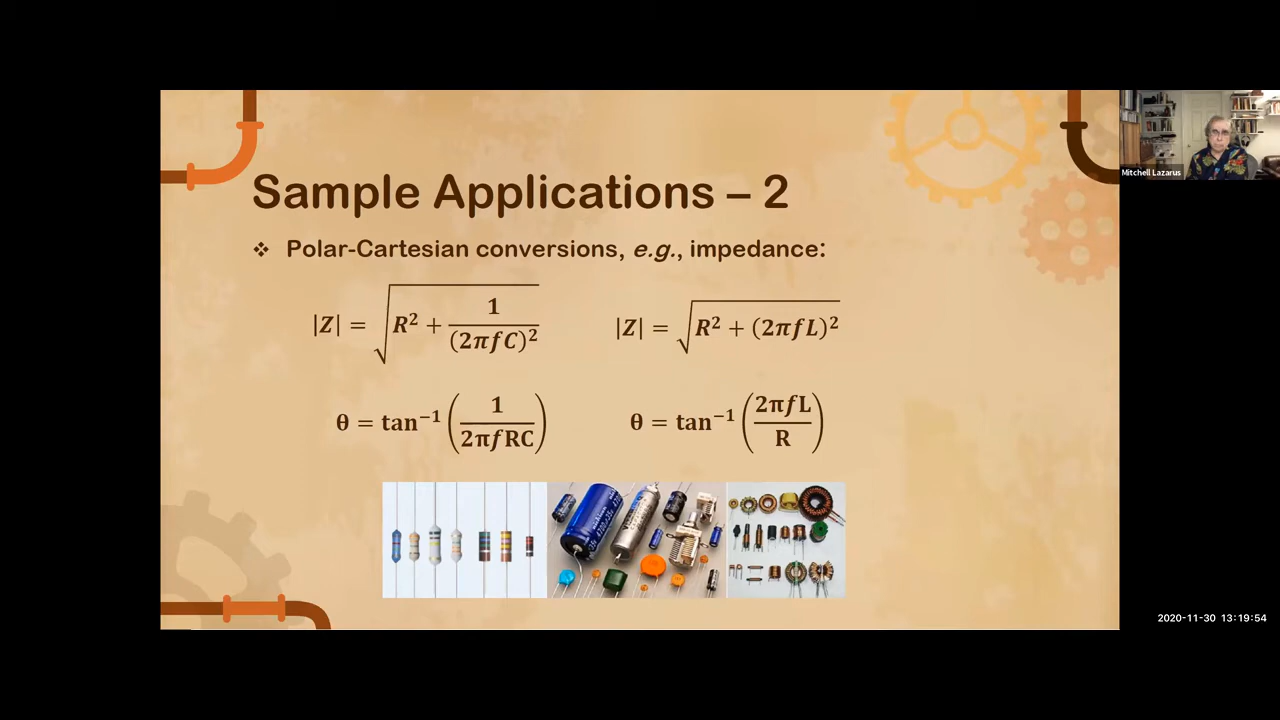 Sample Applications – 2
❖ Polar-Cartesian conversions, e.g., impedance:
|Z| = √(R² + 1/(2πfC)²)
|Z| = √(R² + (2πfL)²)
θ = tan⁻¹(1/(2πfRC))
θ = tan⁻¹(2πfL/R)
Mitchell Lazarus
2020-11-30 13:19:54